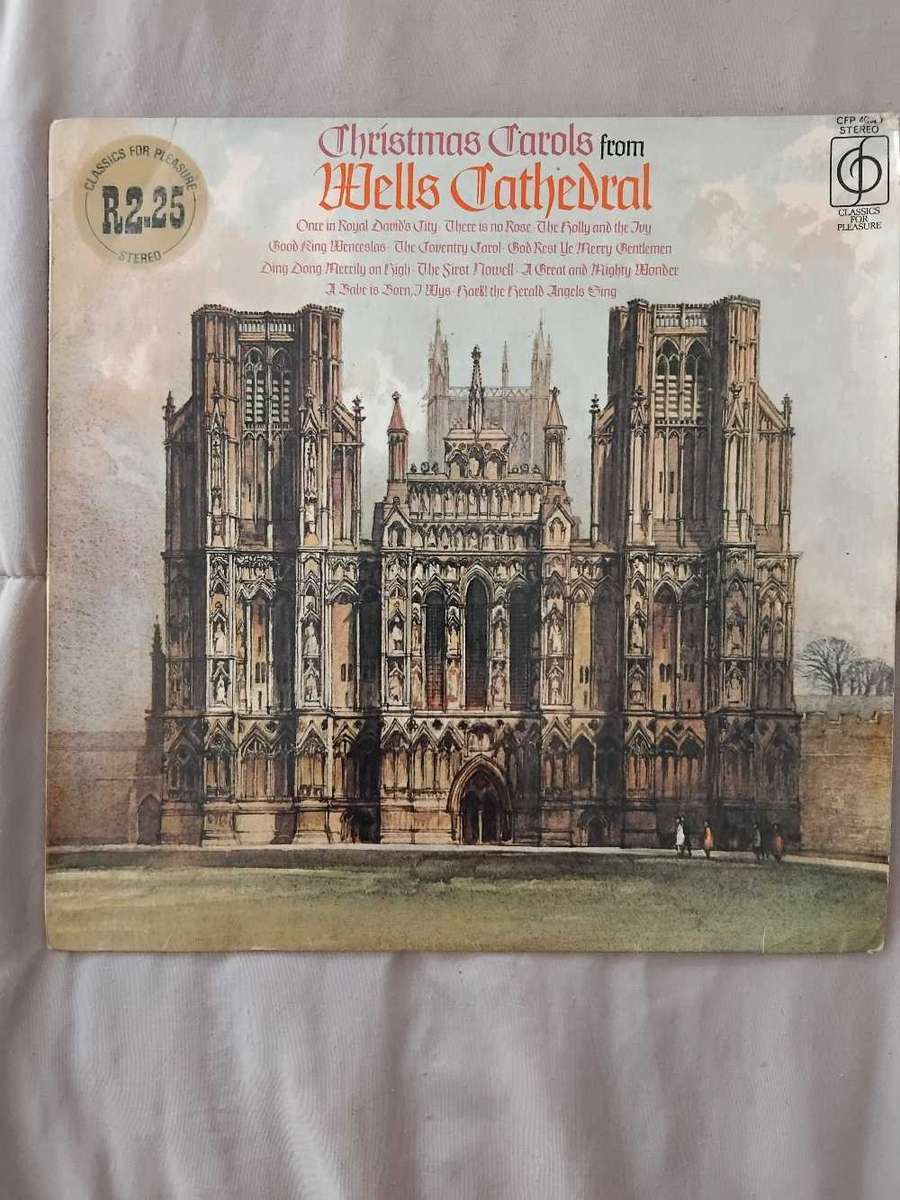 Christmas Carols from
Wells Cathedral
Once in Royal David's City · There is no Rose · The Holly and the Ivy
Good King Wenceslas · The Coventry Carol · God Rest Ye Merry Gentlemen
Ding Dong Merrily on High · The First Nowell · A Great and Mighty Wonder
A Babe is Born, I Wys · Hark! the Herald Angels Sing
CLASSICS FOR PLEASURE
R2.25
STEREO
CFP
STEREO
CLASSICS
FOR
PLEASURE